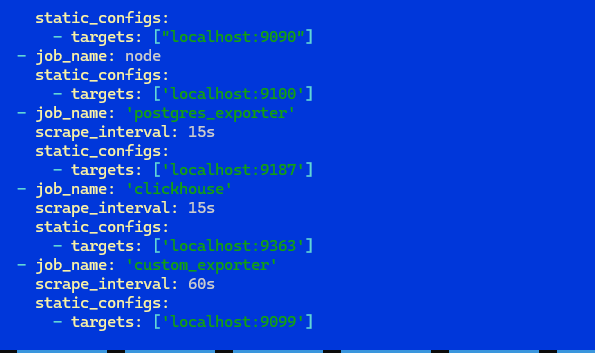 static_configs:
- targets: ["localhost:9090"]
- job_name: node
static_configs:
- targets: ['localhost:9100']
- job_name: 'postgres_exporter'
scrape_interval: 15s
static_configs:
- targets: ['localhost:9187']
- job_name: 'clickhouse'
scrape_interval: 15s
static_configs:
- targets: ['localhost:9363']
- job_name: 'custom_exporter'
scrape_interval: 60s
static_configs:
- targets: ['localhost:9099']